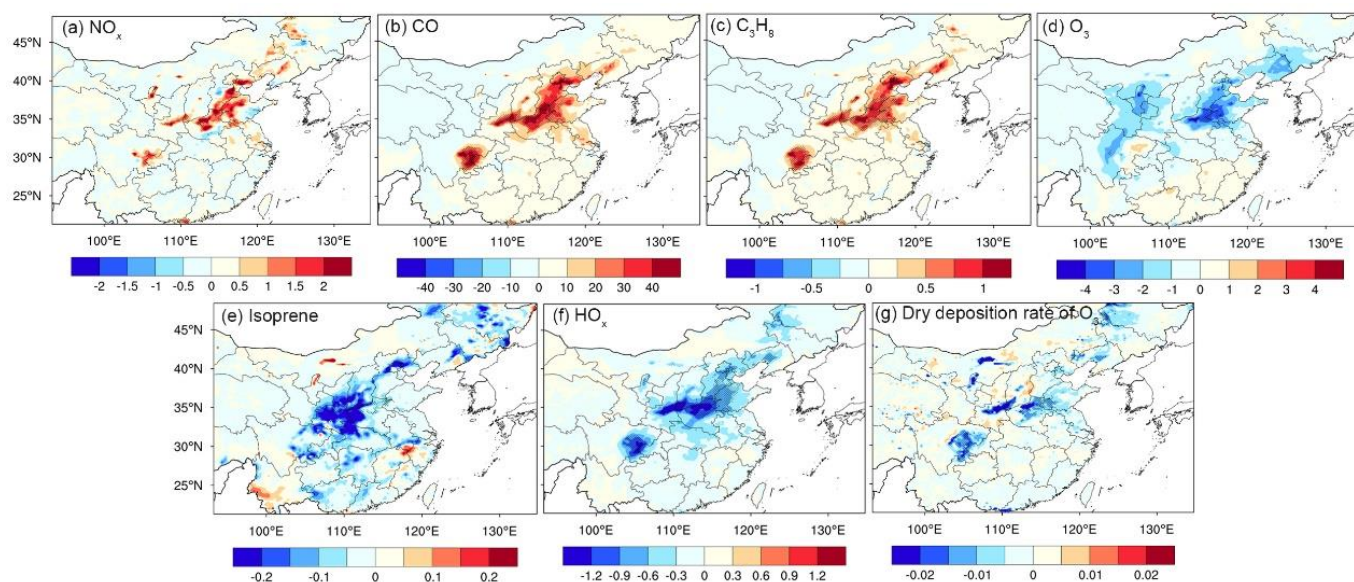 (a) NOx
(b) CO
(c) C3H8
(d) O3
45°N
40°N
35°N
30°N
25°N
100°E 110°E 120°E 130°E
100°E 110°E 120°E 130°E
100°E 110°E 120°E 130°E
100°E 110°E 120°E 130°E
-2 -1.5 -1 -0.5 0 0.5 1 1.5 2
-40 -30 -20 -10 0 10 20 30 40
-1 -0.5 0 0.5 1
-4 -3 -2 -1 0 1 2 3 4
(e) Isoprene
(f) HOx
(g) Dry deposition rate of O3
45°N
40°N
35°N
30°N
25°N
100°E 110°E 120°E 130°E
100°E 110°E 120°E 130°E
100°E 110°E 120°E 130°E
-0.2 -0.1 0 0.1 0.2
-1.2 -0.9 -0.6 -0.3 0 0.3 0.6 0.9 1.2
-0.02 -0.01 0 0.01 0.02